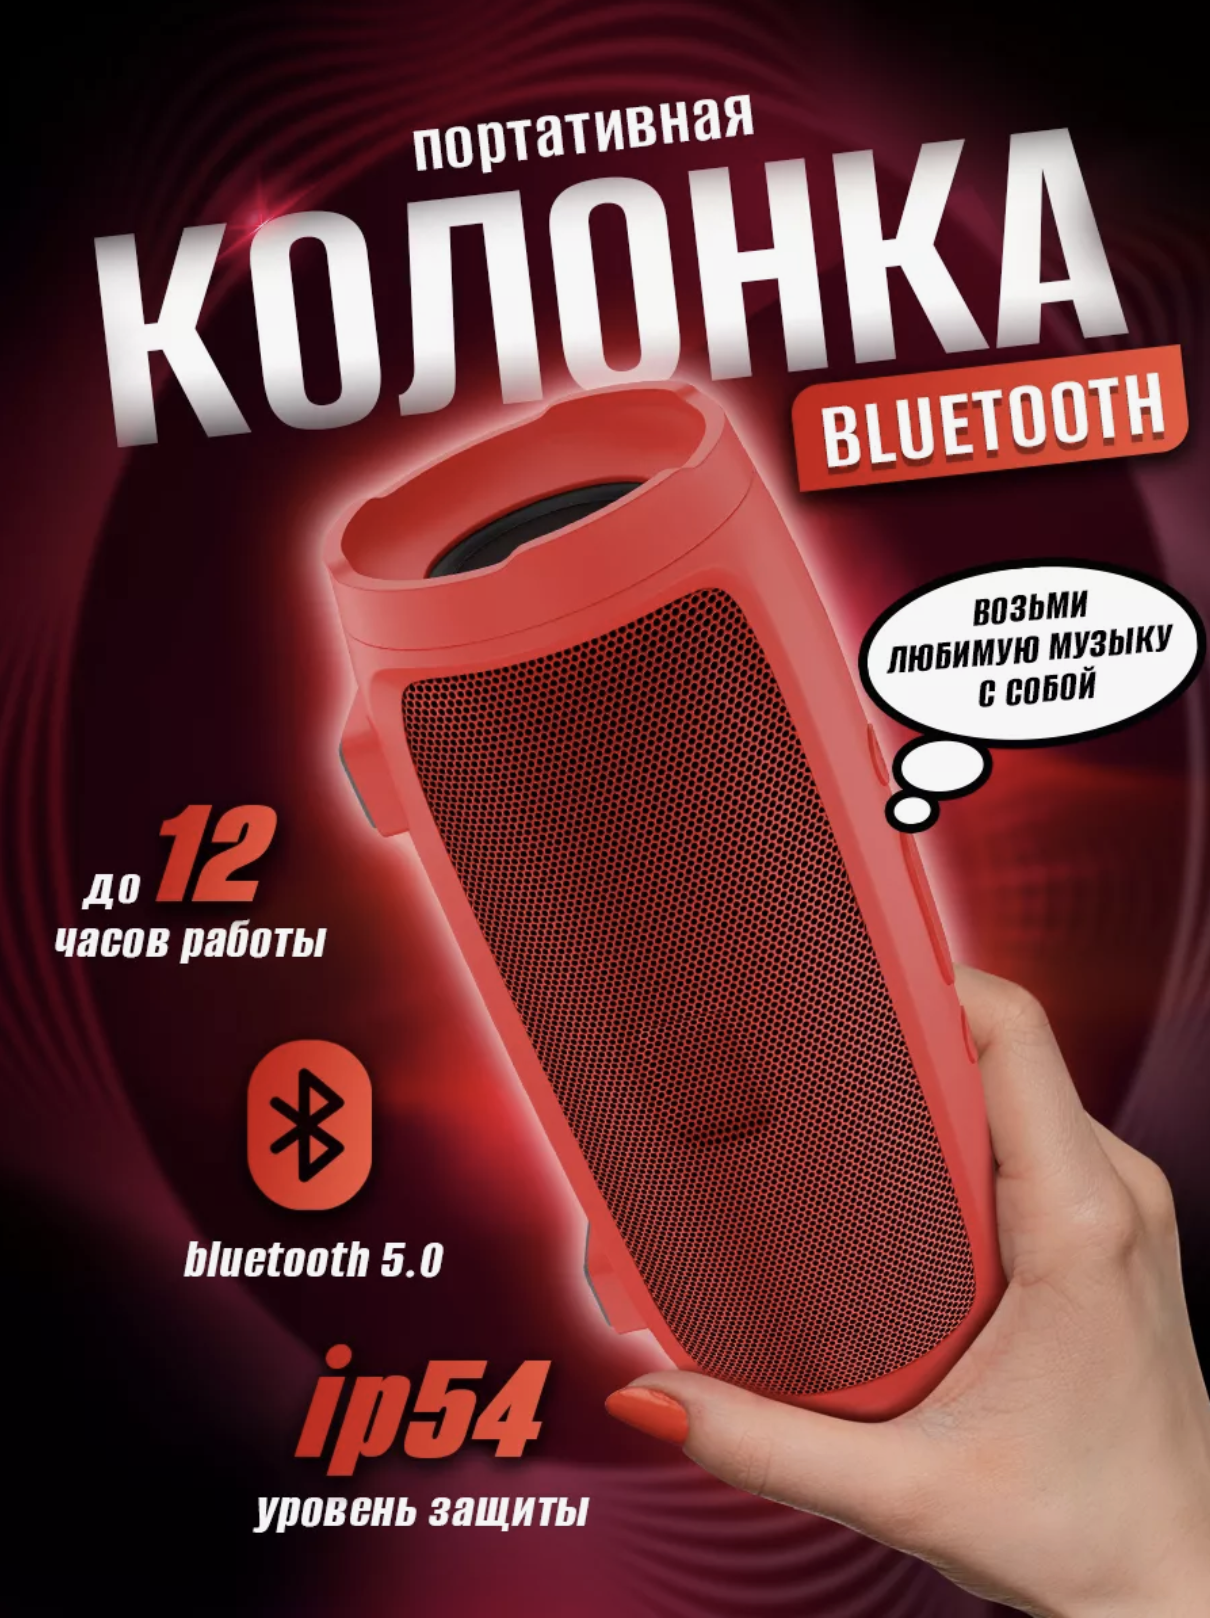 портативная
КОЛОНКА
BLUETOOTH
ВОЗЬМИ
ЛЮБИМУЮ МУЗЫКУ
С СОБОЙ
до 12
часов работы
bluetooth 5.0
ip54
уровень защиты